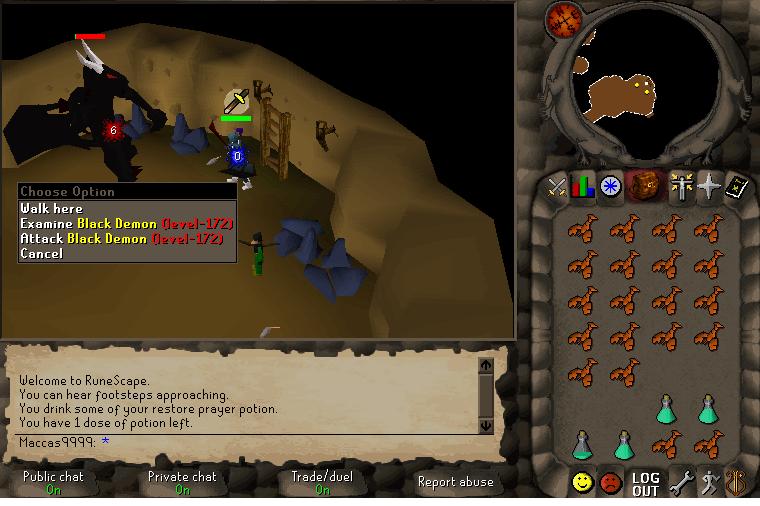 6
0
Choose Option
Walk here
Examine Black Demon (level-172)
Attack Black Demon (level-172)
Cancel
Welcome to RuneScape.
You can hear footsteps approaching.
You drink some of your restore prayer potion.
You have 1 dose of potion left.
Maccas9999: *
Public chat
On
Private chat
On
Trade/duel
On
Report abuse
LOG
OUT